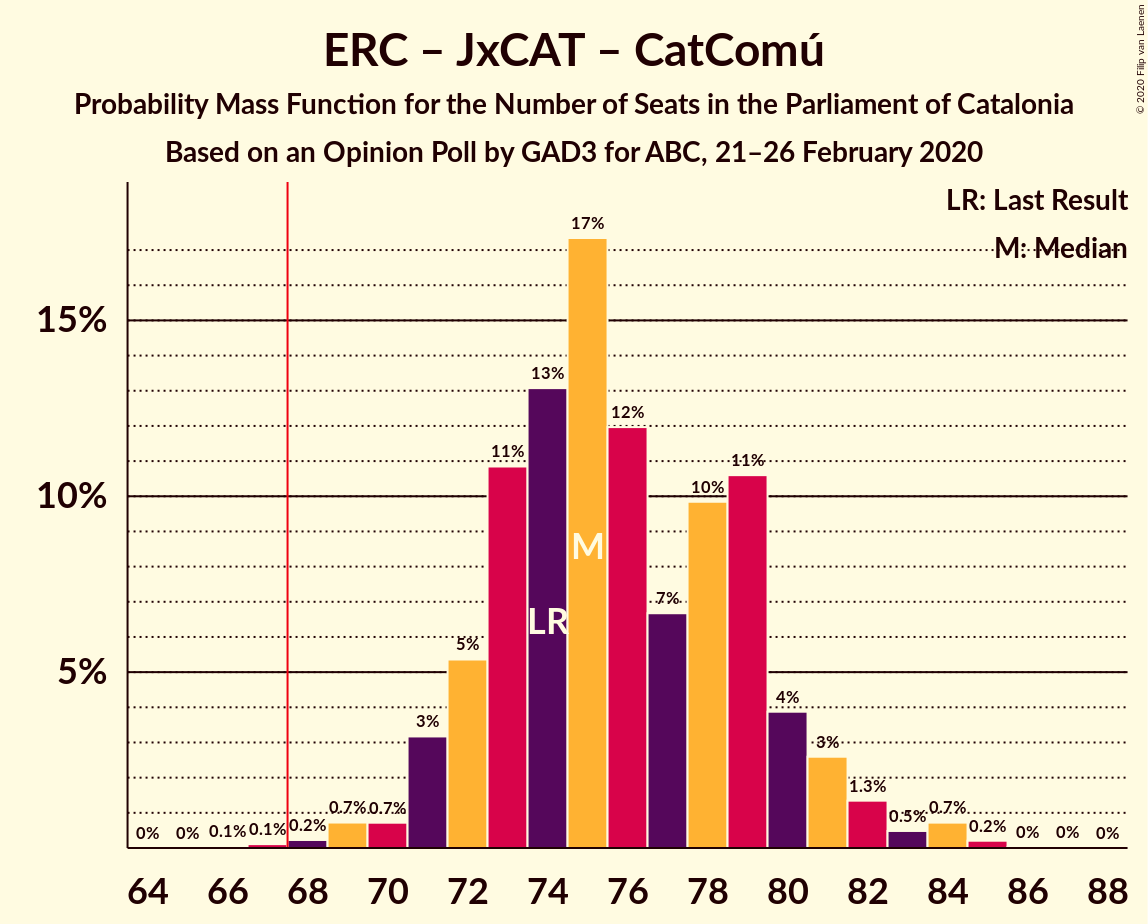 ERC – JxCAT – CatComú
Probability Mass Function for the Number of Seats in the Parliament of Catalonia
Based on an Opinion Poll by GAD3 for ABC, 21–26 February 2020
© 2020 Filip van Laenen
LR: Last Result
M: Median
15%
10%
5%
0% 0% 0.1% 0.1% 0.2% 0.7% 0.7% 3% 5% 11% 13% 17% 12% 7% 10% 11% 4% 3% 1.3% 0.5% 0.7% 0.2% 0% 0% 0%
M
LR
64 66 68 70 72 74 76 78 80 82 84 86 88